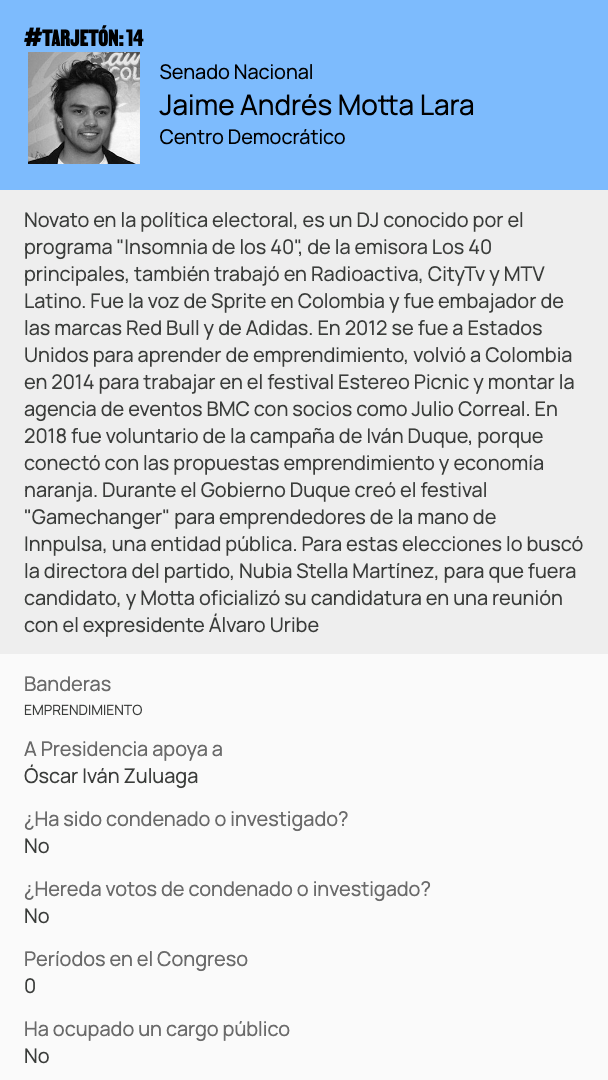 #TARJETÓN: 14
Senado Nacional
Jaime Andrés Motta Lara
Centro Democrático
Novato en la política electoral, es un DJ conocido por el
programa "Insomnia de los 40", de la emisora Los 40
principales, también trabajó en Radioactiva, CityTv y MTV
Latino. Fue la voz de Sprite en Colombia y fue embajador de
las marcas Red Bull y de Adidas. En 2012 se fue a Estados
Unidos para aprender de emprendimiento, volvió a Colombia
en 2014 para trabajar en el festival Estereo Picnic y montar la
agencia de eventos BMC con socios como Julio Correal. En
2018 fue voluntario de la campaña de Iván Duque, porque
conectó con las propuestas emprendimiento y economía
naranja. Durante el Gobierno Duque creó el festival
"Gamechanger" para emprendedores de la mano de
Innpulsa, una entidad pública. Para estas elecciones lo buscó
la directora del partido, Nubia Stella Martínez, para que fuera
candidato, y Motta oficializó su candidatura en una reunión
con el expresidente Álvaro Uribe
Banderas
EMPRENDIMIENTO
A Presidencia apoya a
Óscar Iván Zuluaga
¿Ha sido condenado o investigado?
No
¿Hereda votos de condenado o investigado?
No
Períodos en el Congreso
0
Ha ocupado un cargo público
No